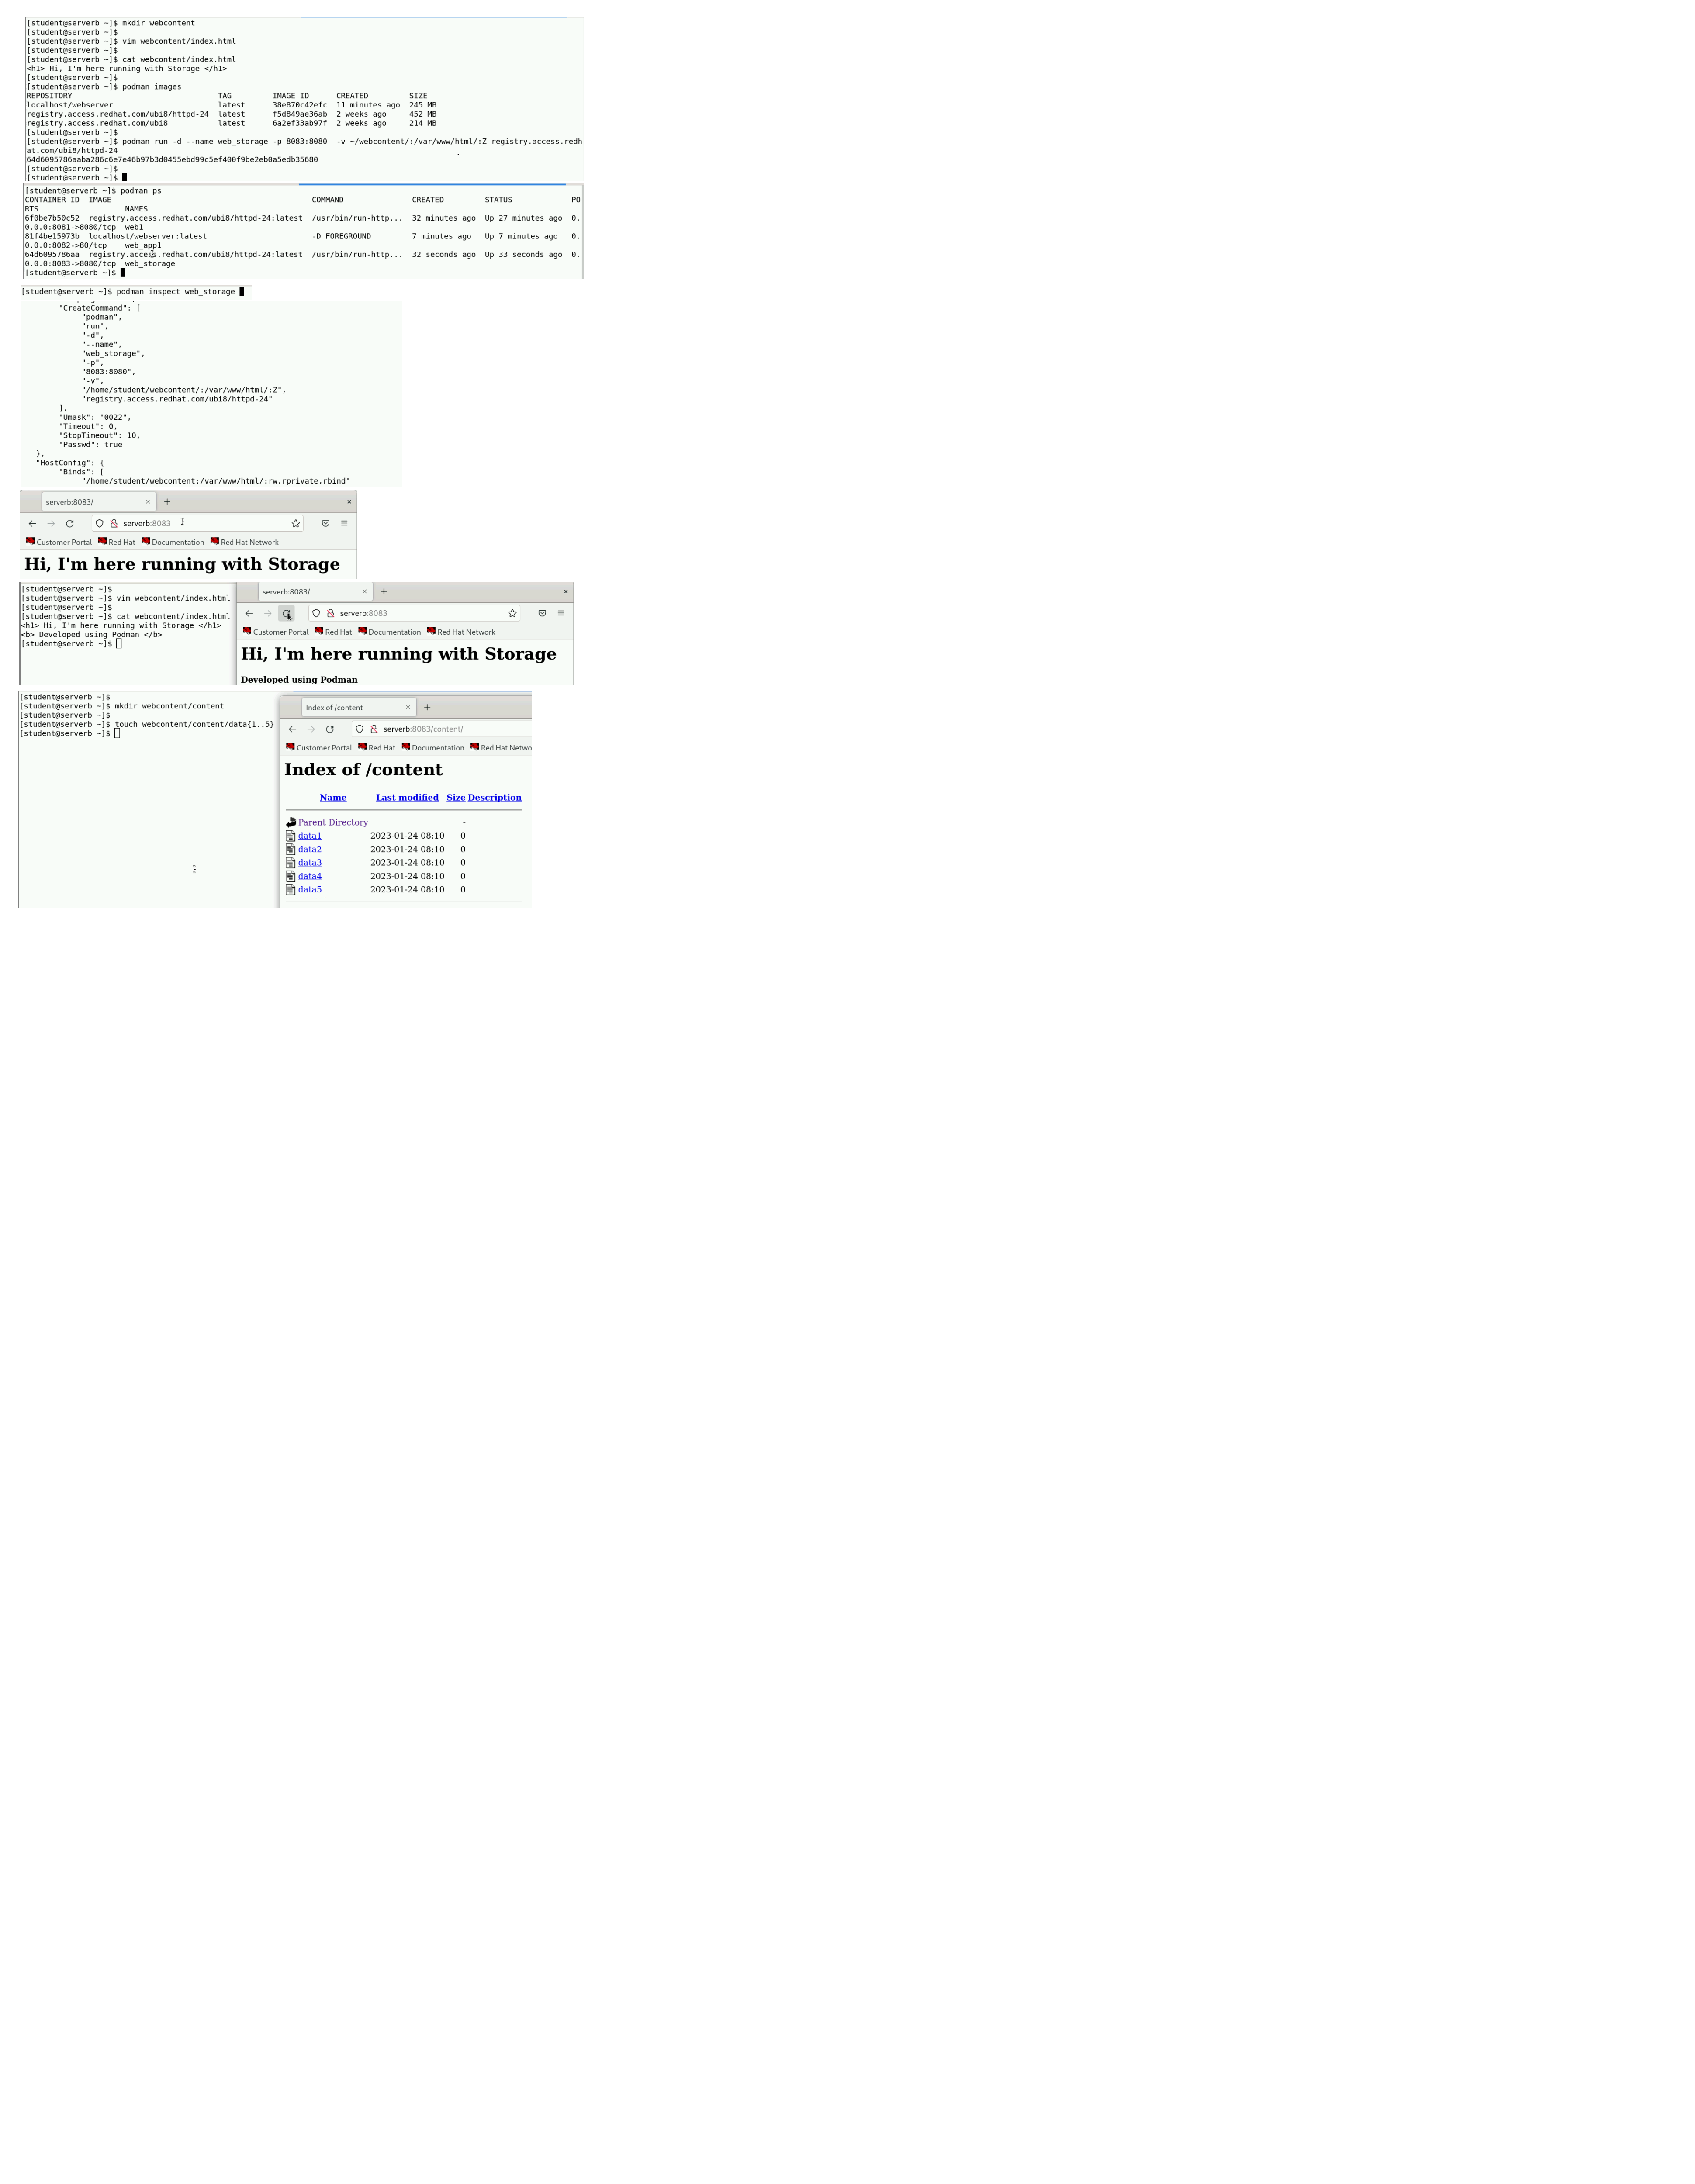 [student@serverb ~]$ mkdir webcontent
[student@serverb ~]$
[student@serverb ~]$ vim webcontent/index.html
[student@serverb ~]$
[student@serverb ~]$ cat webcontent/index.html
<h1> Hi, I'm here running with Storage </h1>
[student@serverb ~]$
[student@serverb ~]$ podman images
REPOSITORY TAG IMAGE ID CREATED SIZE
localhost/webserver latest 38e870c42efc 11 minutes ago 245 MB
registry.access.redhat.com/ubi8/httpd-24 latest f5d849ae36ab 2 weeks ago 452 MB
registry.access.redhat.com/ubi8 latest 6a2ef33ab97f 2 weeks ago 214 MB
[student@serverb ~]$
[student@serverb ~]$ podman run -d --name web_storage -p 8083:8080 -v ~/webcontent/:/var/www/html/:Z registry.access.redh
at.com/ubi8/httpd-24
64d6095786aaba286c6e7e46b97b3d0455ebd99c5ef400f9be2eb0a5edb35680
[student@serverb ~]$
[student@serverb ~]$
[student@serverb ~]$ podman ps
CONTAINER ID IMAGE COMMAND CREATED STATUS PO
RTS NAMES
6f0be7b50c52 registry.access.redhat.com/ubi8/httpd-24:latest /usr/bin/run-http... 32 minutes ago Up 27 minutes ago 0.
0.0.0:8081->8080/tcp web1
81f4be15973b localhost/webserver:latest -D FOREGROUND 7 minutes ago Up 7 minutes ago 0.
0.0.0:8082->80/tcp web_app1
64d6095786aa registry.access.redhat.com/ubi8/httpd-24:latest /usr/bin/run-http... 32 seconds ago Up 33 seconds ago 0.
0.0.0:8083->8080/tcp web_storage
[student@serverb ~]$
[student@serverb ~]$ podman inspect web_storage
"CreateCommand": [
"podman",
"run",
"-d",
"--name",
"web_storage",
"-p",
"8083:8080",
"-v",
"/home/student/webcontent/:/var/www/html/:Z",
"registry.access.redhat.com/ubi8/httpd-24"
],
"Umask": "0022",
"Timeout": 0,
"StopTimeout": 10,
"Passwd": true
},
"HostConfig": {
"Binds": [
"/home/student/webcontent:/var/www/html/:rw,rprivate,rbind"
serverb:8083/
serverb:8083
Customer Portal Red Hat Documentation Red Hat Network
Hi, I'm here running with Storage
[student@serverb ~]$
[student@serverb ~]$ vim webcontent/index.html
[student@serverb ~]$
[student@serverb ~]$ cat webcontent/index.html
<h1> Hi, I'm here running with Storage </h1>
<b> Developed using Podman </b>
[student@serverb ~]$
serverb:8083/
serverb:8083
Customer Portal Red Hat Documentation Red Hat Network
Hi, I'm here running with Storage
Developed using Podman
[student@serverb ~]$
[student@serverb ~]$ mkdir webcontent/content
[student@serverb ~]$
[student@serverb ~]$ touch webcontent/content/data{1..5}
[student@serverb ~]$
Index of /content
serverb:8083/content/
Customer Portal Red Hat Documentation Red Hat Netwo
Index of /content
Name Last modified Size Description
Parent Directory -
data1 2023-01-24 08:10 0
data2 2023-01-24 08:10 0
data3 2023-01-24 08:10 0
data4 2023-01-24 08:10 0
data5 2023-01-24 08:10 0